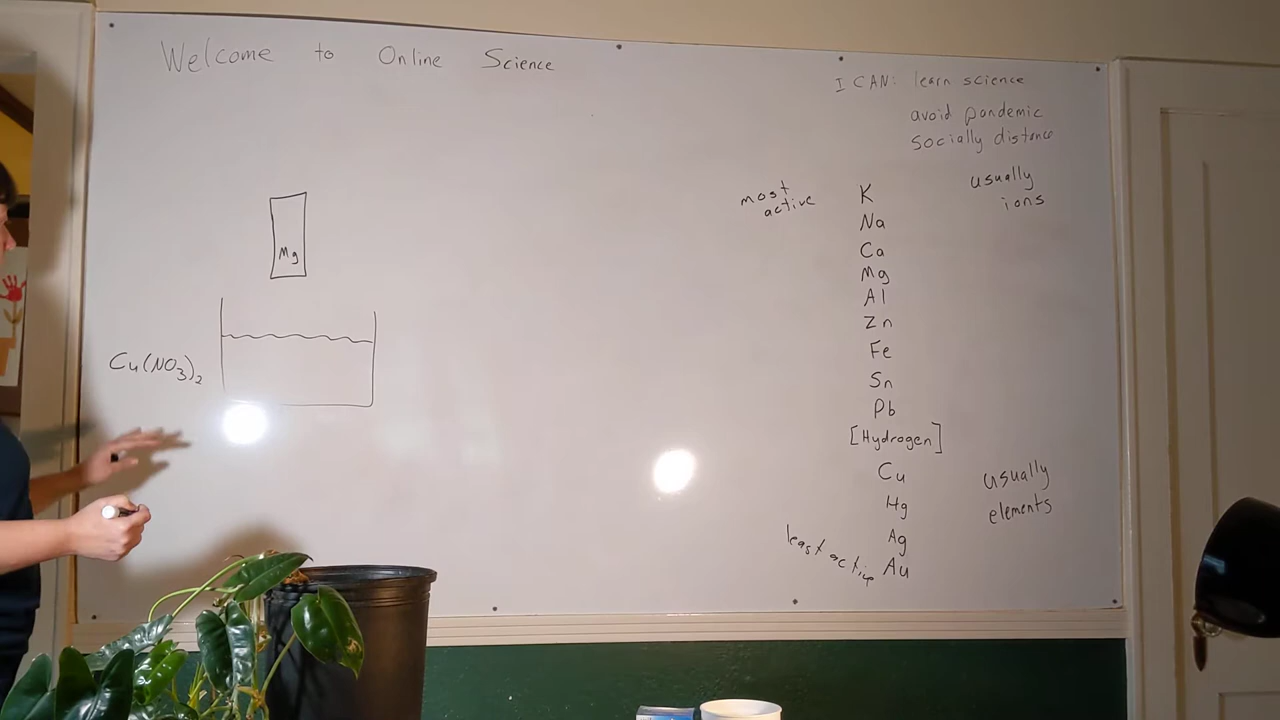 Welcome to Online Science
I CAN: learn science
avoid pandemic
socially distance
usually
ions
most
active
K
Na
Ca
Mg
Al
Zn
Fe
Sn
Pb
[Hydrogen]
Cu
Hg
Ag
Au
usually
elements
least active
Mg
Cu(NO3)2